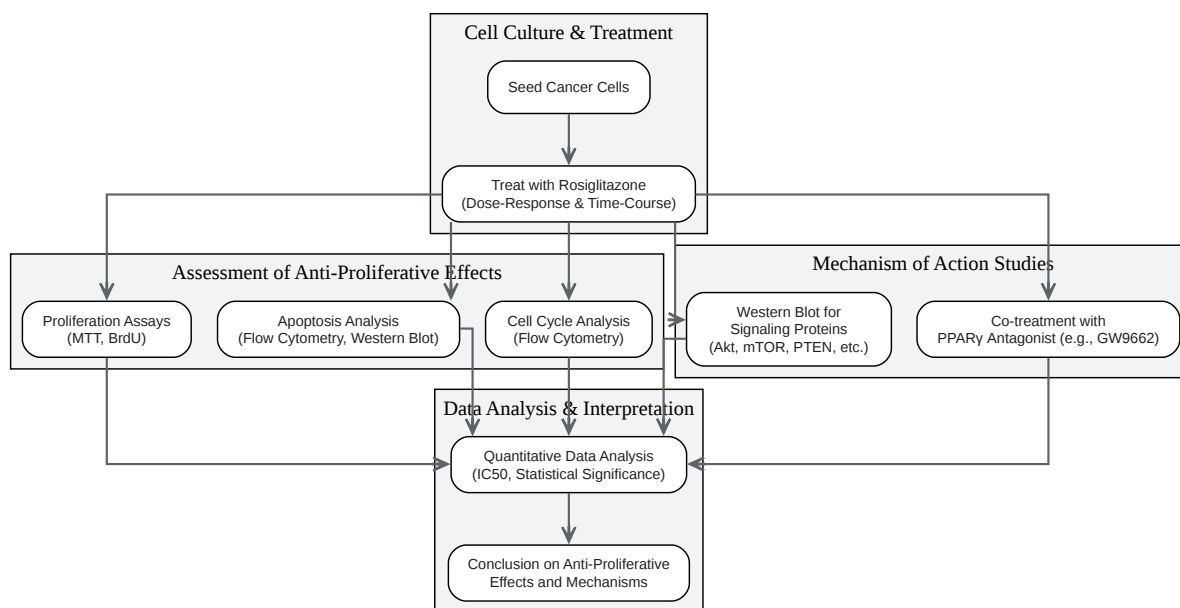 Cell Culture & Treatment
Seed Cancer Cells
Treat with Rosiglitazone
(Dose-Response & Time-Course)
Assessment of Anti-Proliferative Effects
Proliferation Assays
(MTT, BrdU)
Apoptosis Analysis
(Flow Cytometry, Western Blot)
Cell Cycle Analysis
(Flow Cytometry)
Mechanism of Action Studies
Western Blot for
Signaling Proteins
(Akt, mTOR, PTEN, etc.)
Co-treatment with
PPARγ Antagonist (e.g., GW9662)
Data Analysis & Interpretation
Quantitative Data Analysis
(IC50, Statistical Significance)
Conclusion on Anti-Proliferative
Effects and Mechanisms